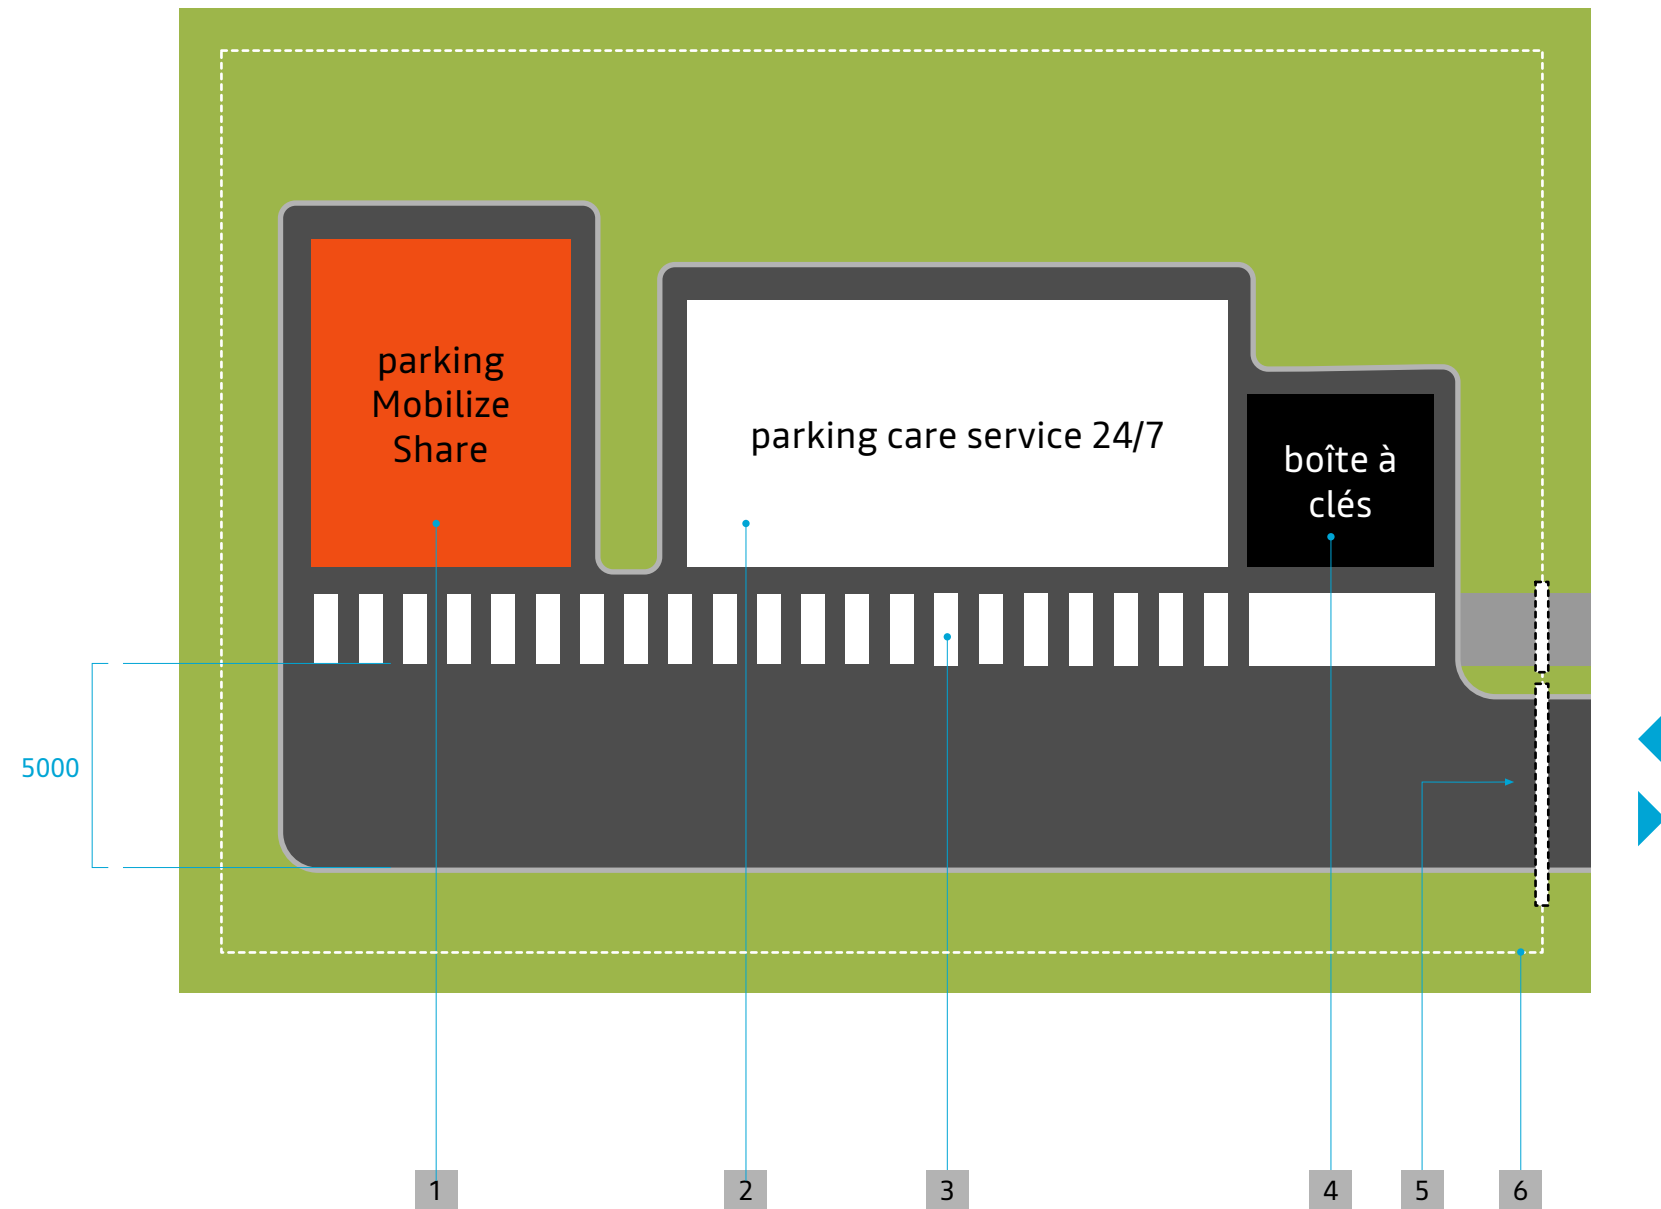 parking
Mobilize
Share
parking care service 24/7
boîte à
clés
5000
1
2
3
4
5
6